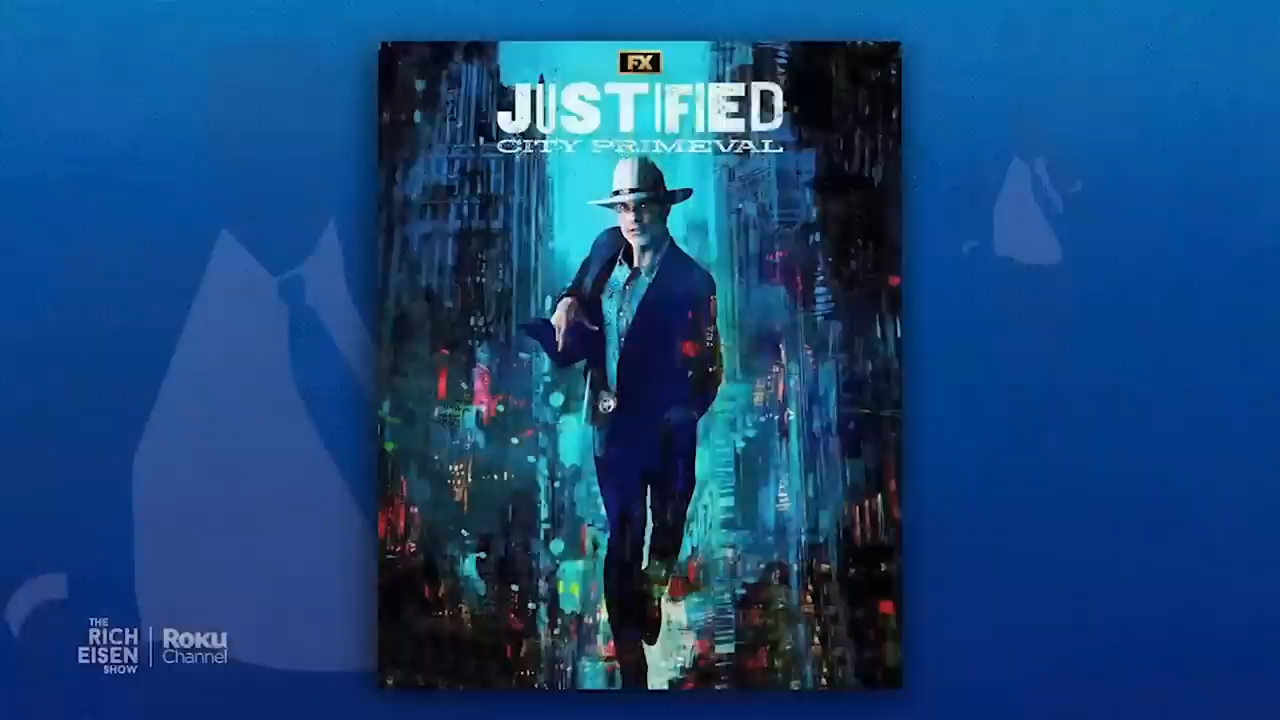 FX
JUSTIFIED
CITY PRIMEVAL
THE
RICH
EISEN
SHOW
Roku
Channel